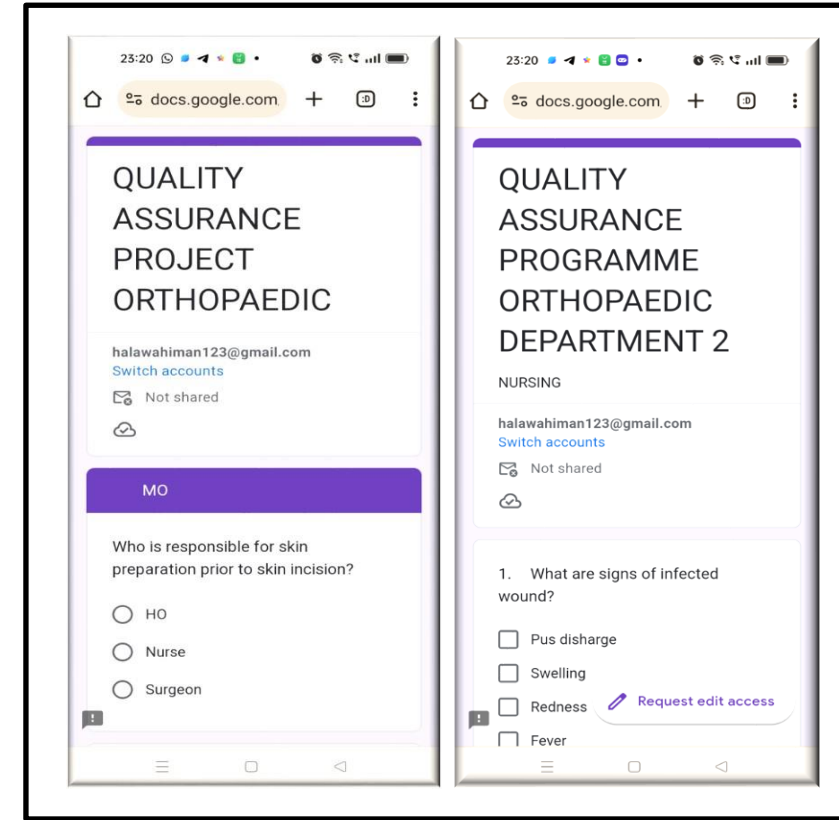 23:20
docs.google.com
:D
QUALITY
ASSURANCE
PROJECT
ORTHOPAEDIC
halawahiman123@gmail.com
Switch accounts
Not shared
MO
Who is responsible for skin
preparation prior to skin incision?
HO
Nurse
Surgeon
23:20
docs.google.com
:D
QUALITY
ASSURANCE
PROGRAMME
ORTHOPAEDIC
DEPARTMENT 2
NURSING
halawahiman123@gmail.com
Switch accounts
Not shared
1. What are signs of infected
wound?
Pus disharge
Swelling
Redness
Request edit access
Fever